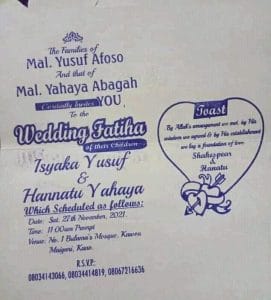 The Families of
Mal. Yusuf Afoso
And that of
Mal. Yahaya Abagah
Cordially Invites YOU
To the
Wedding Fatiha
of their Children
Isyaka Yusuf
&
Hannatu Yahaya
Which Scheduled as follows:
Date: Sat. 27th November, 2021.
Time: 11:00am Prompt
Venue: No. 1 Bulama's Mosque, Kawon
Maigari, Kano.
R.S.V.P:
08034143066, 08034414819, 08067216636
Toast
By Allah's arrangement we met, by His
wisdom we agreed & by His establishment
we lay a foundation of love.
Shakespear
&
Hanatu